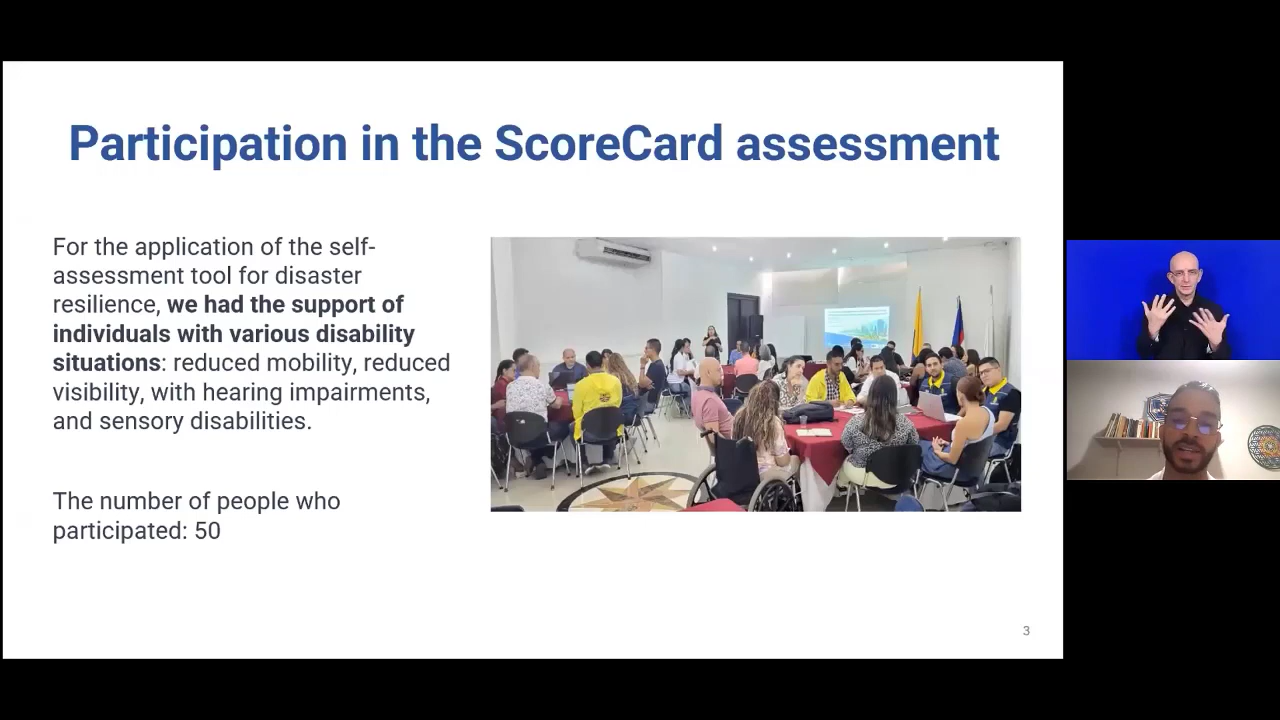 Participation in the ScoreCard assessment
For the application of the self-
assessment tool for disaster
resilience, we had the support of
individuals with various disability
situations: reduced mobility, reduced
visibility, with hearing impairments,
and sensory disabilities.
The number of people who
participated: 50
3